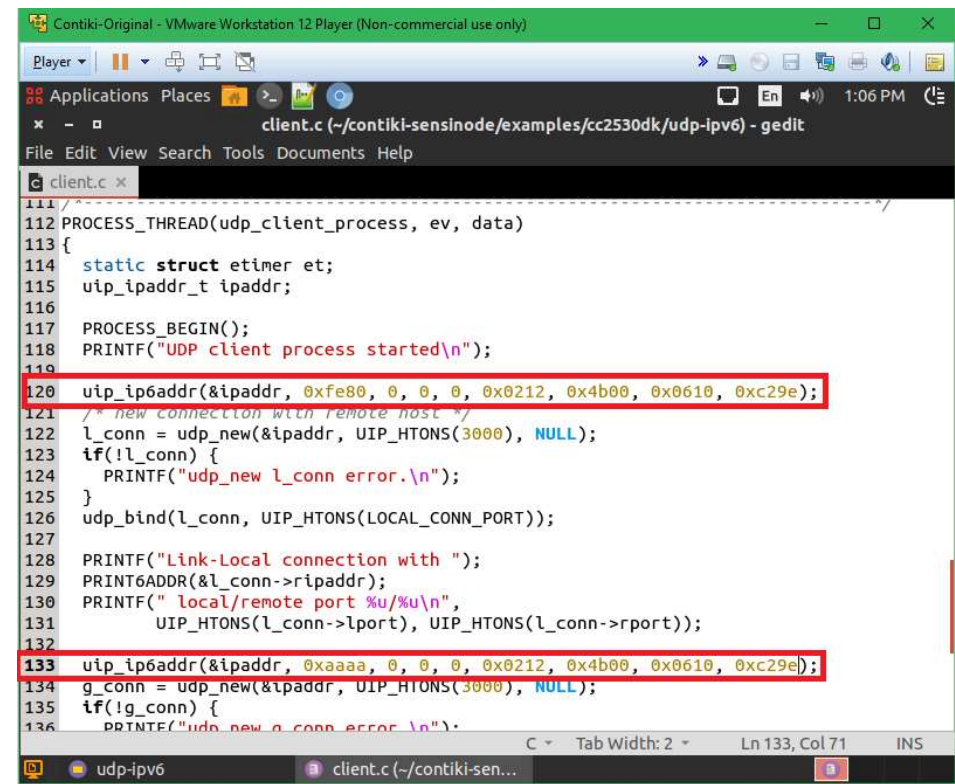 Contiki-Original - VMware Workstation 12 Player (Non-commercial use only)
Player
Applications Places En 1:06 PM
client.c (~/contiki-sensinode/examples/cc2530dk/udp-ipv6) - gedit
File Edit View Search Tools Documents Help
client.c ×
111 /*---------------------------------------------------------------------------*/
112 PROCESS_THREAD(udp_client_process, ev, data)
113 {
114 static struct etimer et;
115 uip_ipaddr_t ipaddr;
116
117 PROCESS_BEGIN();
118 PRINTF("UDP client process started\n");
119
120 uip_ip6addr(&ipaddr, 0xfe80, 0, 0, 0, 0x0212, 0x4b00, 0x0610, 0xc29e);
121 /* new connection with remote host */
122 l_conn = udp_new(&ipaddr, UIP_HTONS(3000), NULL);
123 if(!l_conn) {
124 PRINTF("udp_new l_conn error.\n");
125 }
126 udp_bind(l_conn, UIP_HTONS(LOCAL_CONN_PORT));
127
128 PRINTF("Link-Local connection with ");
129 PRINT6ADDR(&l_conn->ripaddr);
130 PRINTF(" local/remote port %u/%u\n",
131 UIP_HTONS(l_conn->lport), UIP_HTONS(l_conn->rport));
132
133 uip_ip6addr(&ipaddr, 0xaaaa, 0, 0, 0, 0x0212, 0x4b00, 0x0610, 0xc29e);
134 g_conn = udp_new(&ipaddr, UIP_HTONS(3000), NULL);
135 if(!g_conn) {
136 PRINTF("udp_new g_conn error.\n");
C Tab Width: 2 Ln 133, Col 71 INS
udp-ipv6 client.c (~/contiki-sen...